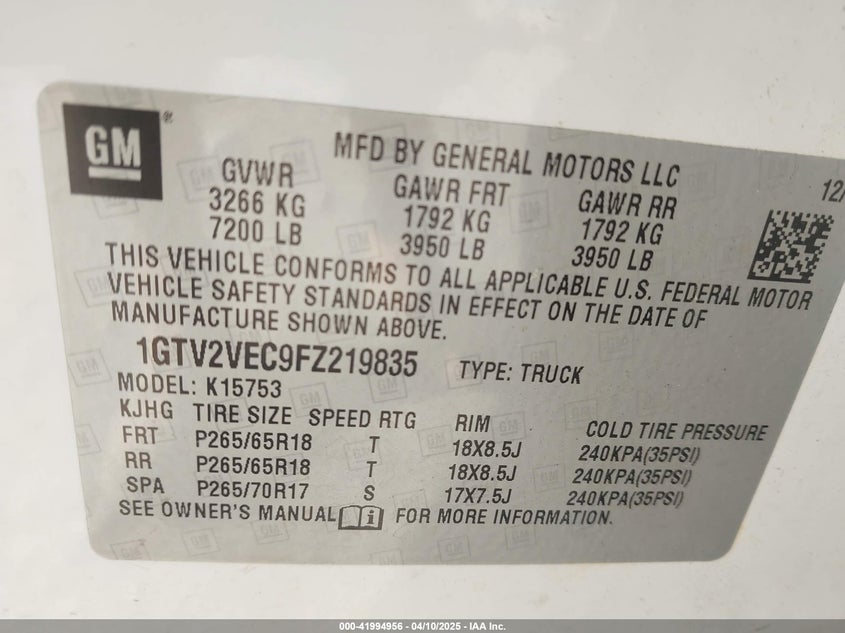 GM®
MFD BY GENERAL MOTORS LLC
12/
GVWR GAWR FRT GAWR RR
3266 KG 1792 KG 1792 KG
7200 LB 3950 LB 3950 LB
THIS VEHICLE CONFORMS TO ALL APPLICABLE U.S. FEDERAL MOTOR
VEHICLE SAFETY STANDARDS IN EFFECT ON THE DATE OF
MANUFACTURE SHOWN ABOVE.
1GTV2VEC9FZ219835 TYPE: TRUCK
MODEL: K15753
KJHG TIRE SIZE SPEED RTG RIM COLD TIRE PRESSURE
FRT P265/65R18 T 18X8.5J 240KPA(35PSI)
RR P265/65R18 T 18X8.5J 240KPA(35PSI)
SPA P265/70R17 S 17X7.5J 240KPA(35PSI)
SEE OWNER'S MANUAL FOR MORE INFORMATION.
000-41994956 - 04/10/2025 - IAA Inc.